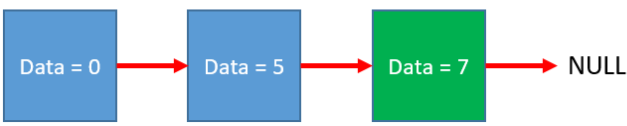 Data = 0 Data = 5 Data = 7 NULL